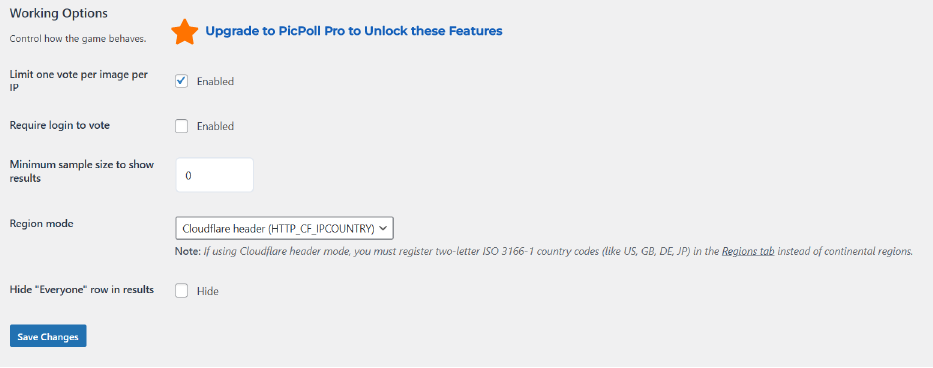 Working Options
Control how the game behaves.
Upgrade to PicPoll Pro to Unlock these Features
Limit one vote per image per
IP
Enabled
Require login to vote
Enabled
Minimum sample size to show
results
0
Region mode
Cloudflare header (HTTP_CF_IPCOUNTRY)
Note: If using Cloudflare header mode, you must register two-letter ISO 3166-1 country codes (like US, GB, DE, JP) in the Regions tab instead of continental regions.
Hide "Everyone" row in results
Hide
Save Changes